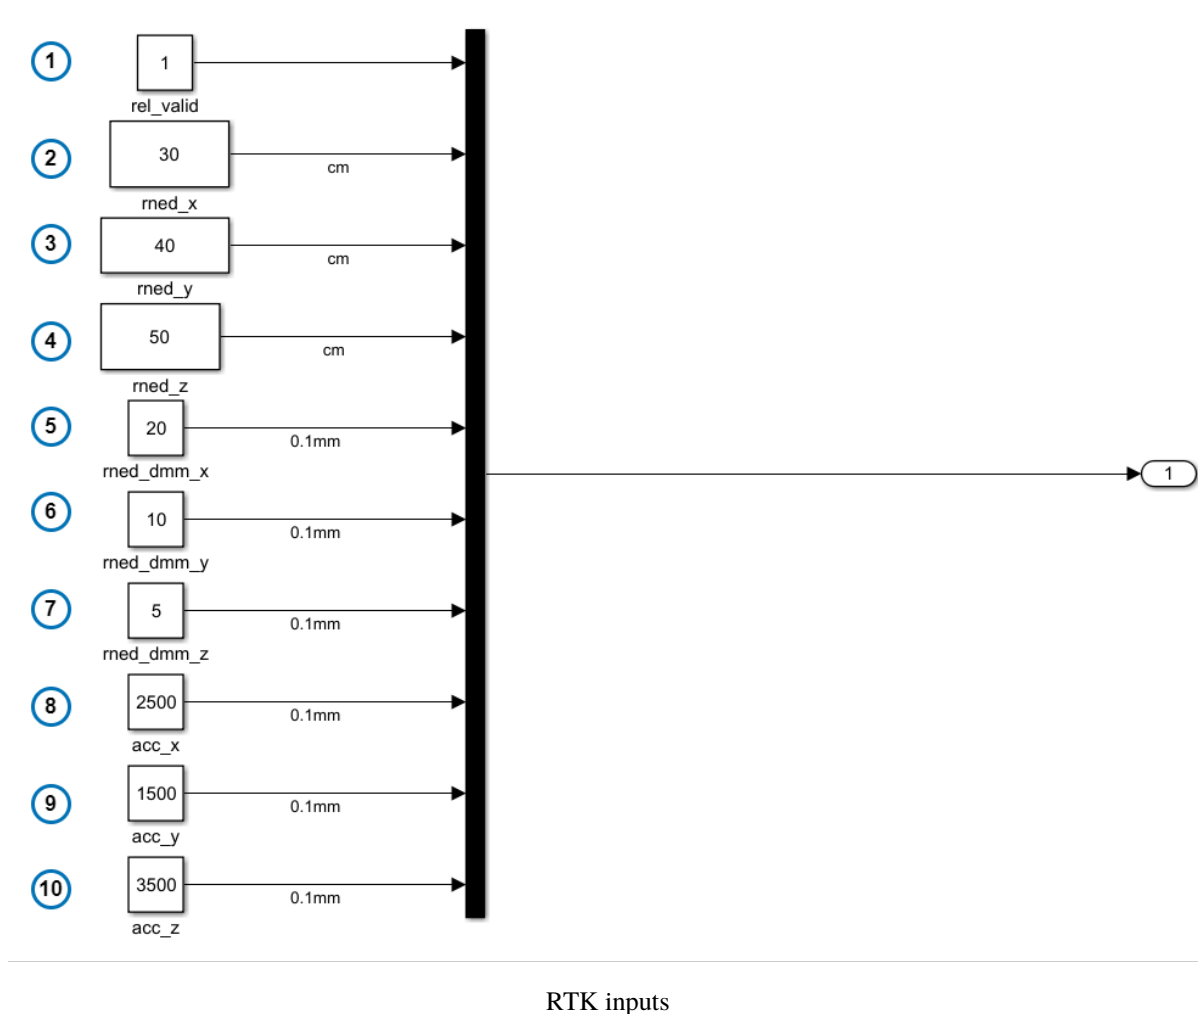 1
1
rel_valid
2
30
cm
rned_x
3
40
cm
rned_y
4
50
cm
rned_z
5
20
0.1mm
rned_dmm_x
1
6
10
0.1mm
rned_dmm_y
7
5
0.1mm
rned_dmm_z
8
2500
0.1mm
acc_x
9
1500
0.1mm
acc_y
10
3500
0.1mm
acc_z
RTK inputs